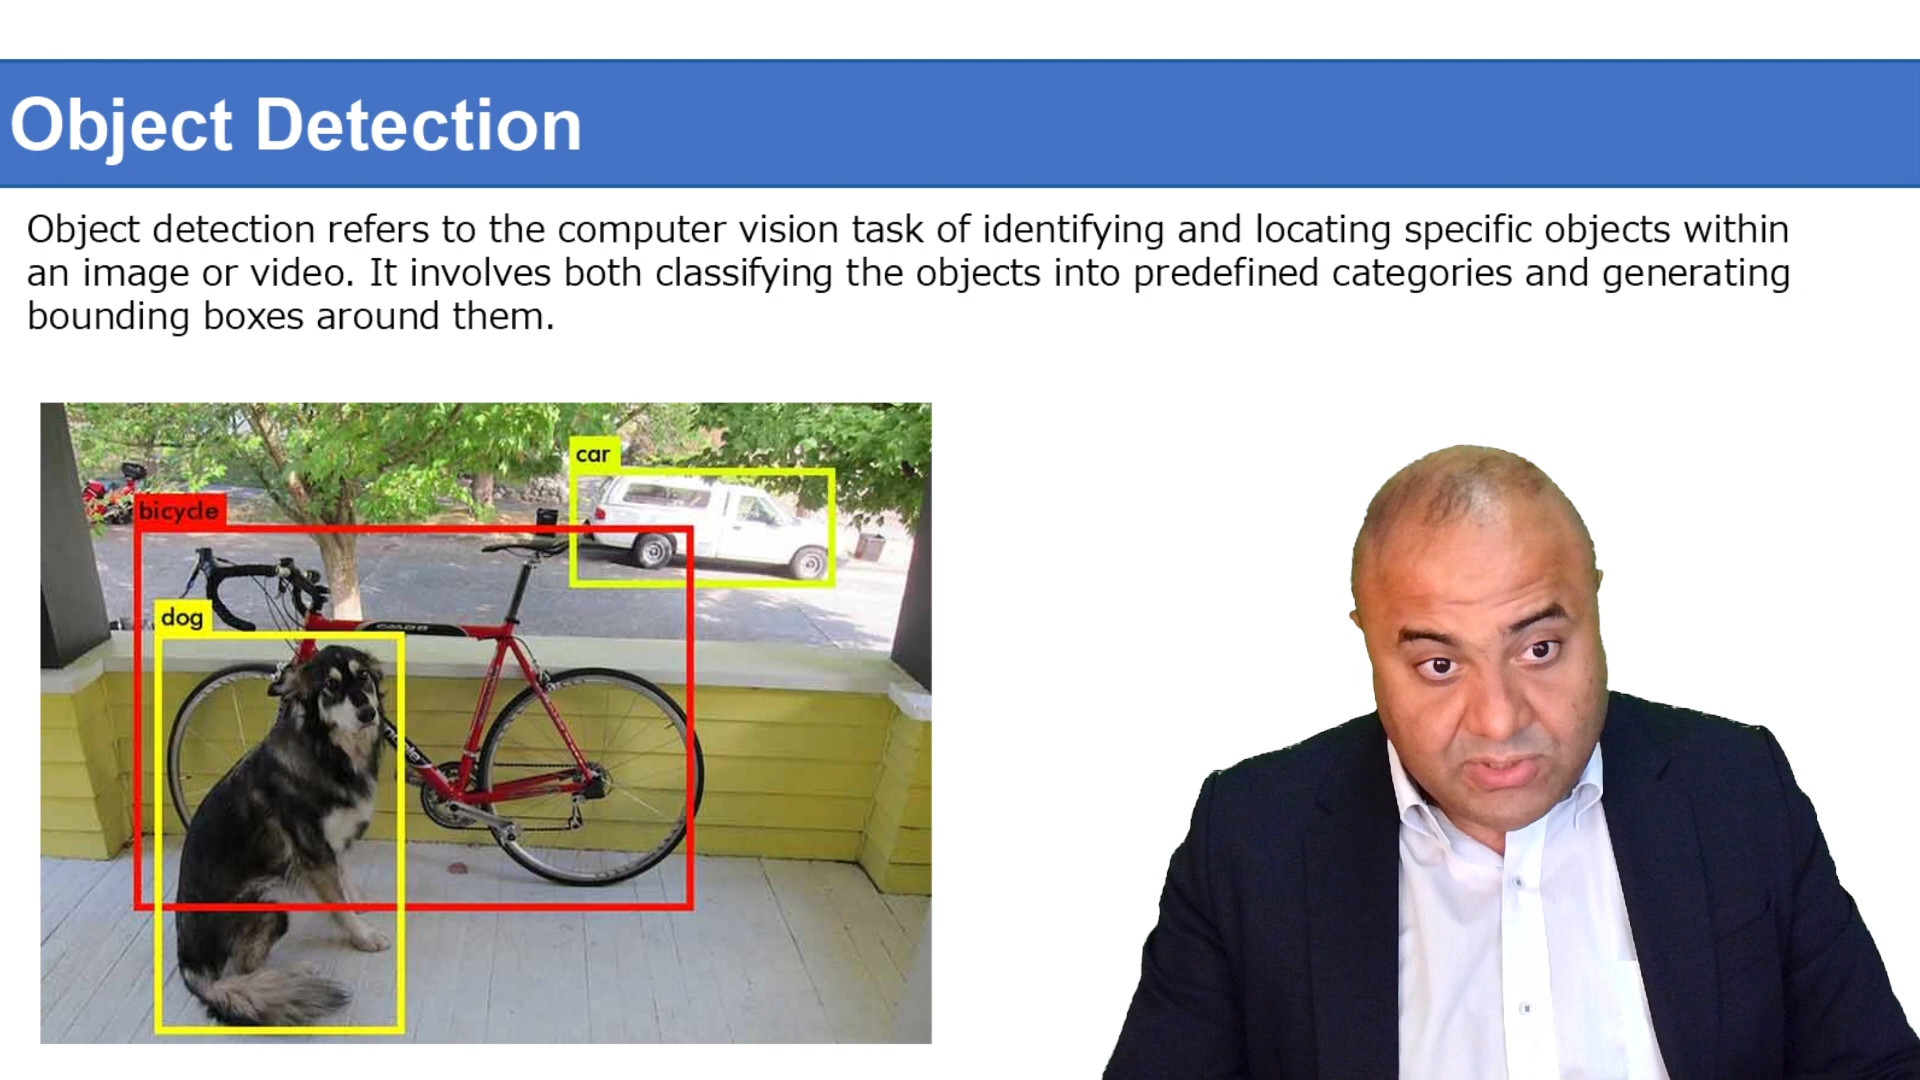 Object Detection
Object detection refers to the computer vision task of identifying and locating specific objects within
an image or video. It involves both classifying the objects into predefined categories and generating
bounding boxes around them.
car
bicycle
dog